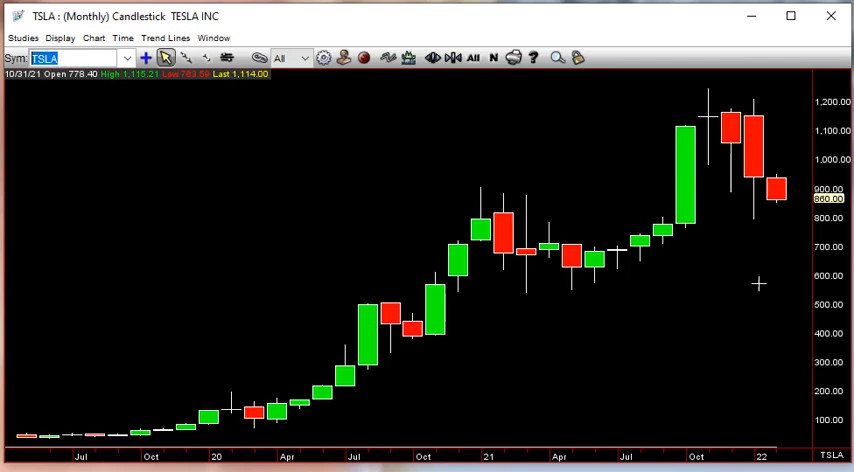 TSLA : (Monthly) Candlestick TESLA INC
Studies Display Chart Time Trend Lines Window
Sym: TSLA All All N ?
10/31/21 Open 778.40 High 1,115.21 Low 763.59 Last 1,114.00
1,200.00
1,100.00
1,000.00
900.00
860.00
800.00
700.00
600.00
500.00
400.00
300.00
200.00
100.00
Jul Oct 20 Apr Jul Oct 21 Apr Jul Oct 22 TSLA